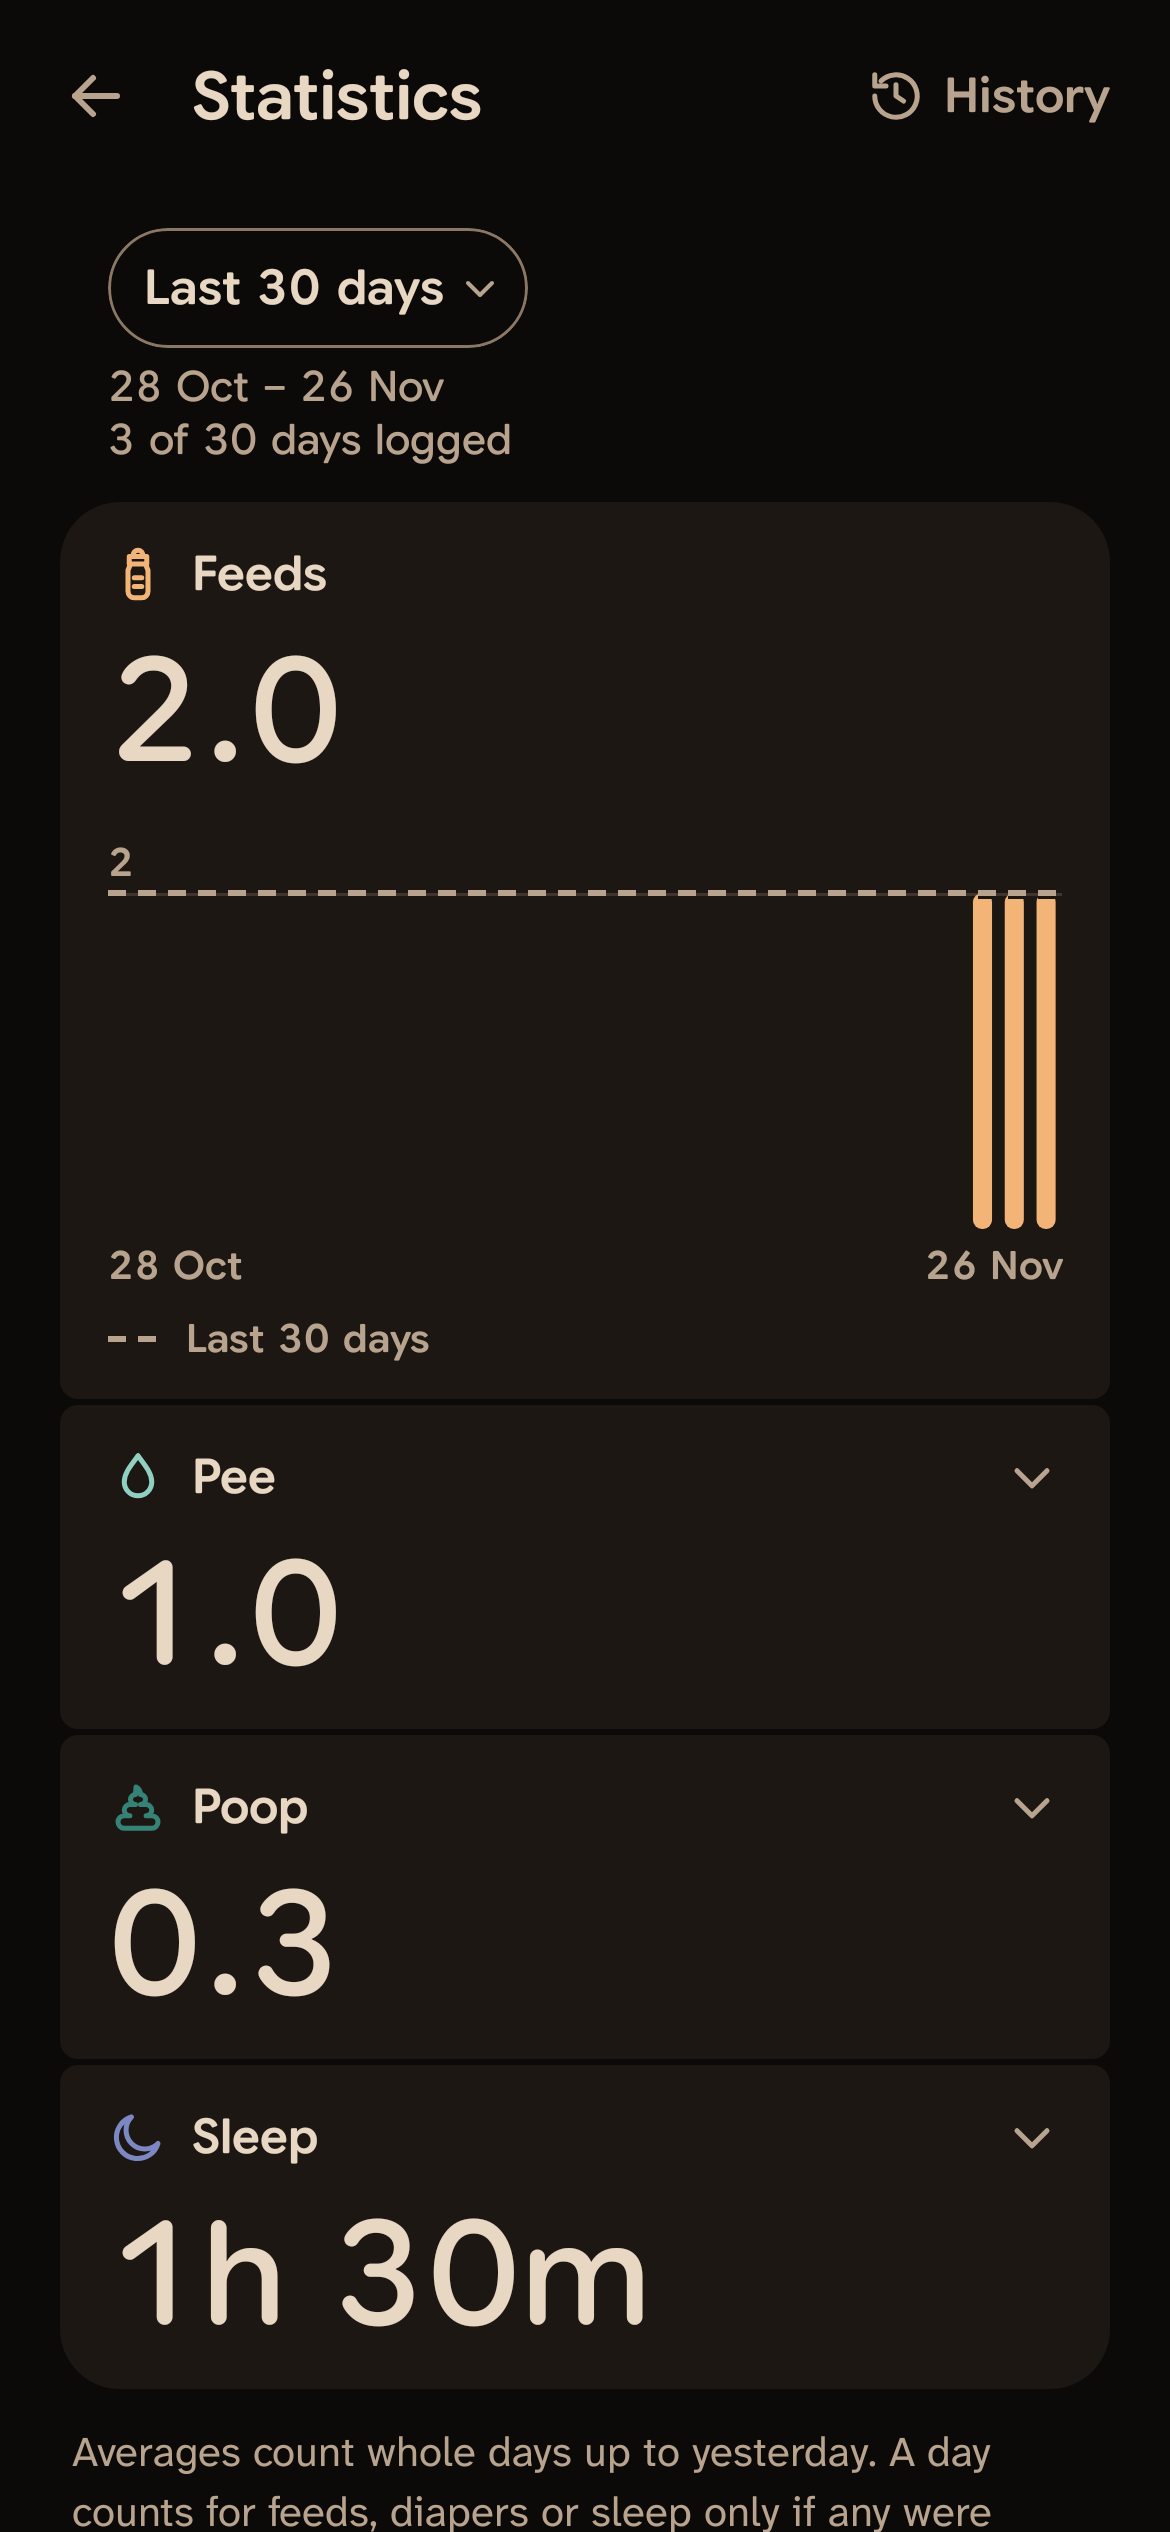 Statistics
History
Last 30 days
28 Oct – 26 Nov
3 of 30 days logged
Feeds
2.0
2
28 Oct
26 Nov
Last 30 days
Pee
1.0
Poop
0.3
Sleep
1h 30m
Averages count whole days up to yesterday. A day
counts for feeds, diapers or sleep only if any were